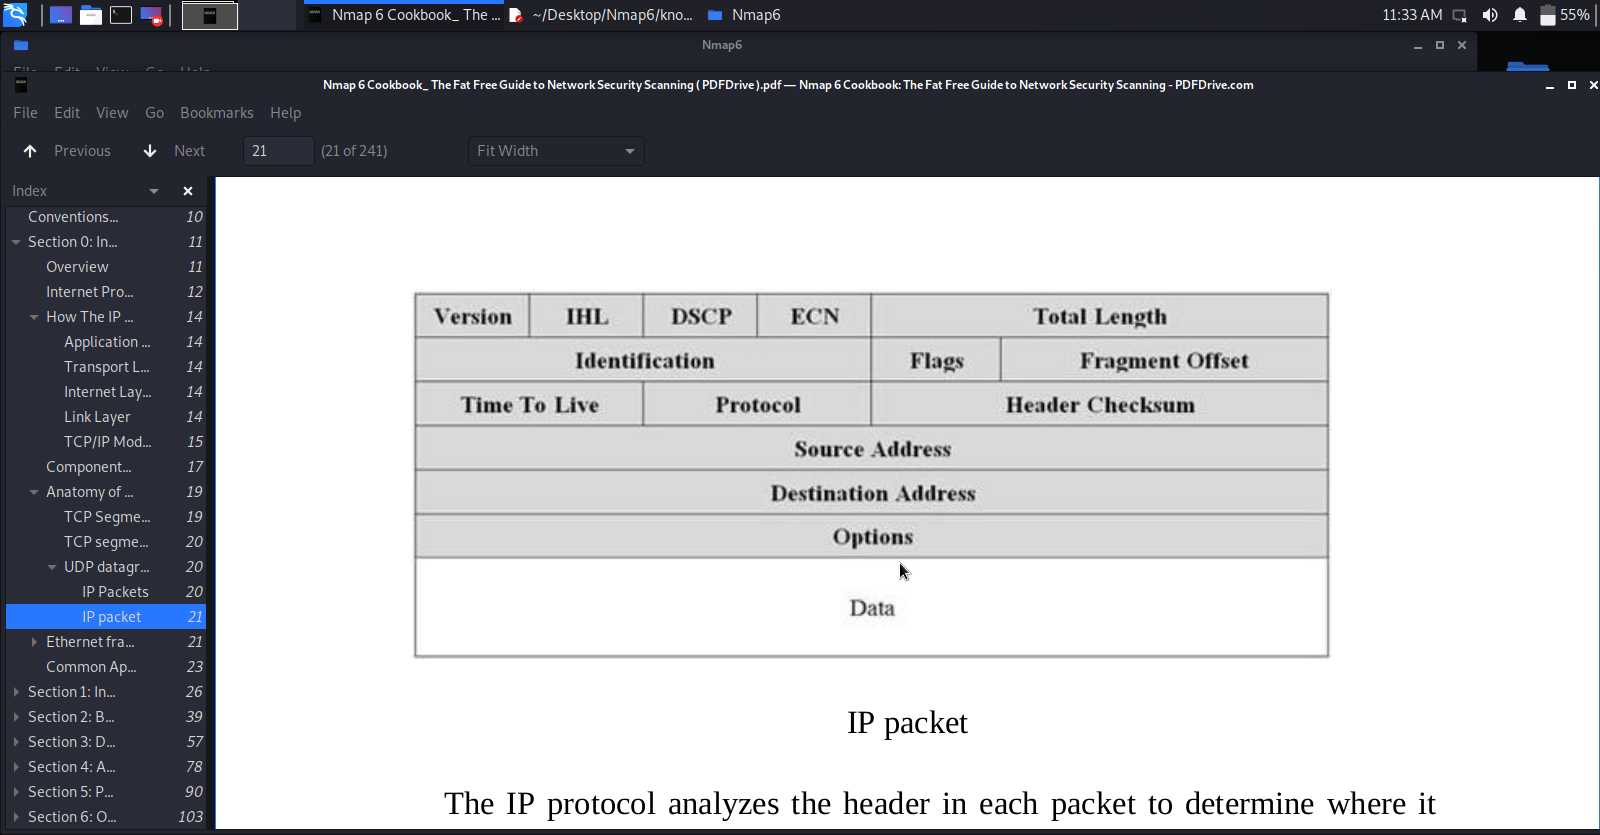 Nmap 6 Cookbook_ The ...
~/Desktop/Nmap6/kno...
Nmap6
11:33 AM
55%
Nmap6
File Edit View Go Help
Nmap 6 Cookbook_ The Fat Free Guide to Network Security Scanning ( PDFDrive ).pdf — Nmap 6 Cookbook: The Fat Free Guide to Network Security Scanning - PDFDrive.com
File Edit View Go Bookmarks Help
Previous Next 21 (21 of 241) Fit Width
Index
Conventions... 10
Section 0: In... 11
Overview 11
Internet Pro... 12
How The IP ... 14
Application ... 14
Transport L... 14
Internet Lay... 14
Link Layer 14
TCP/IP Mod... 15
Component... 17
Anatomy of ... 19
TCP Segme... 19
TCP segme... 20
UDP datagr... 20
IP Packets 20
IP packet 21
Ethernet fra... 21
Common Ap... 23
Section 1: In... 26
Section 2: B... 39
Section 3: D... 57
Section 4: A... 78
Section 5: P... 90
Section 6: O... 103
Version IHL DSCP ECN Total Length
Identification Flags Fragment Offset
Time To Live Protocol Header Checksum
Source Address
Destination Address
Options
Data
IP packet
The IP protocol analyzes the header in each packet to determine where it